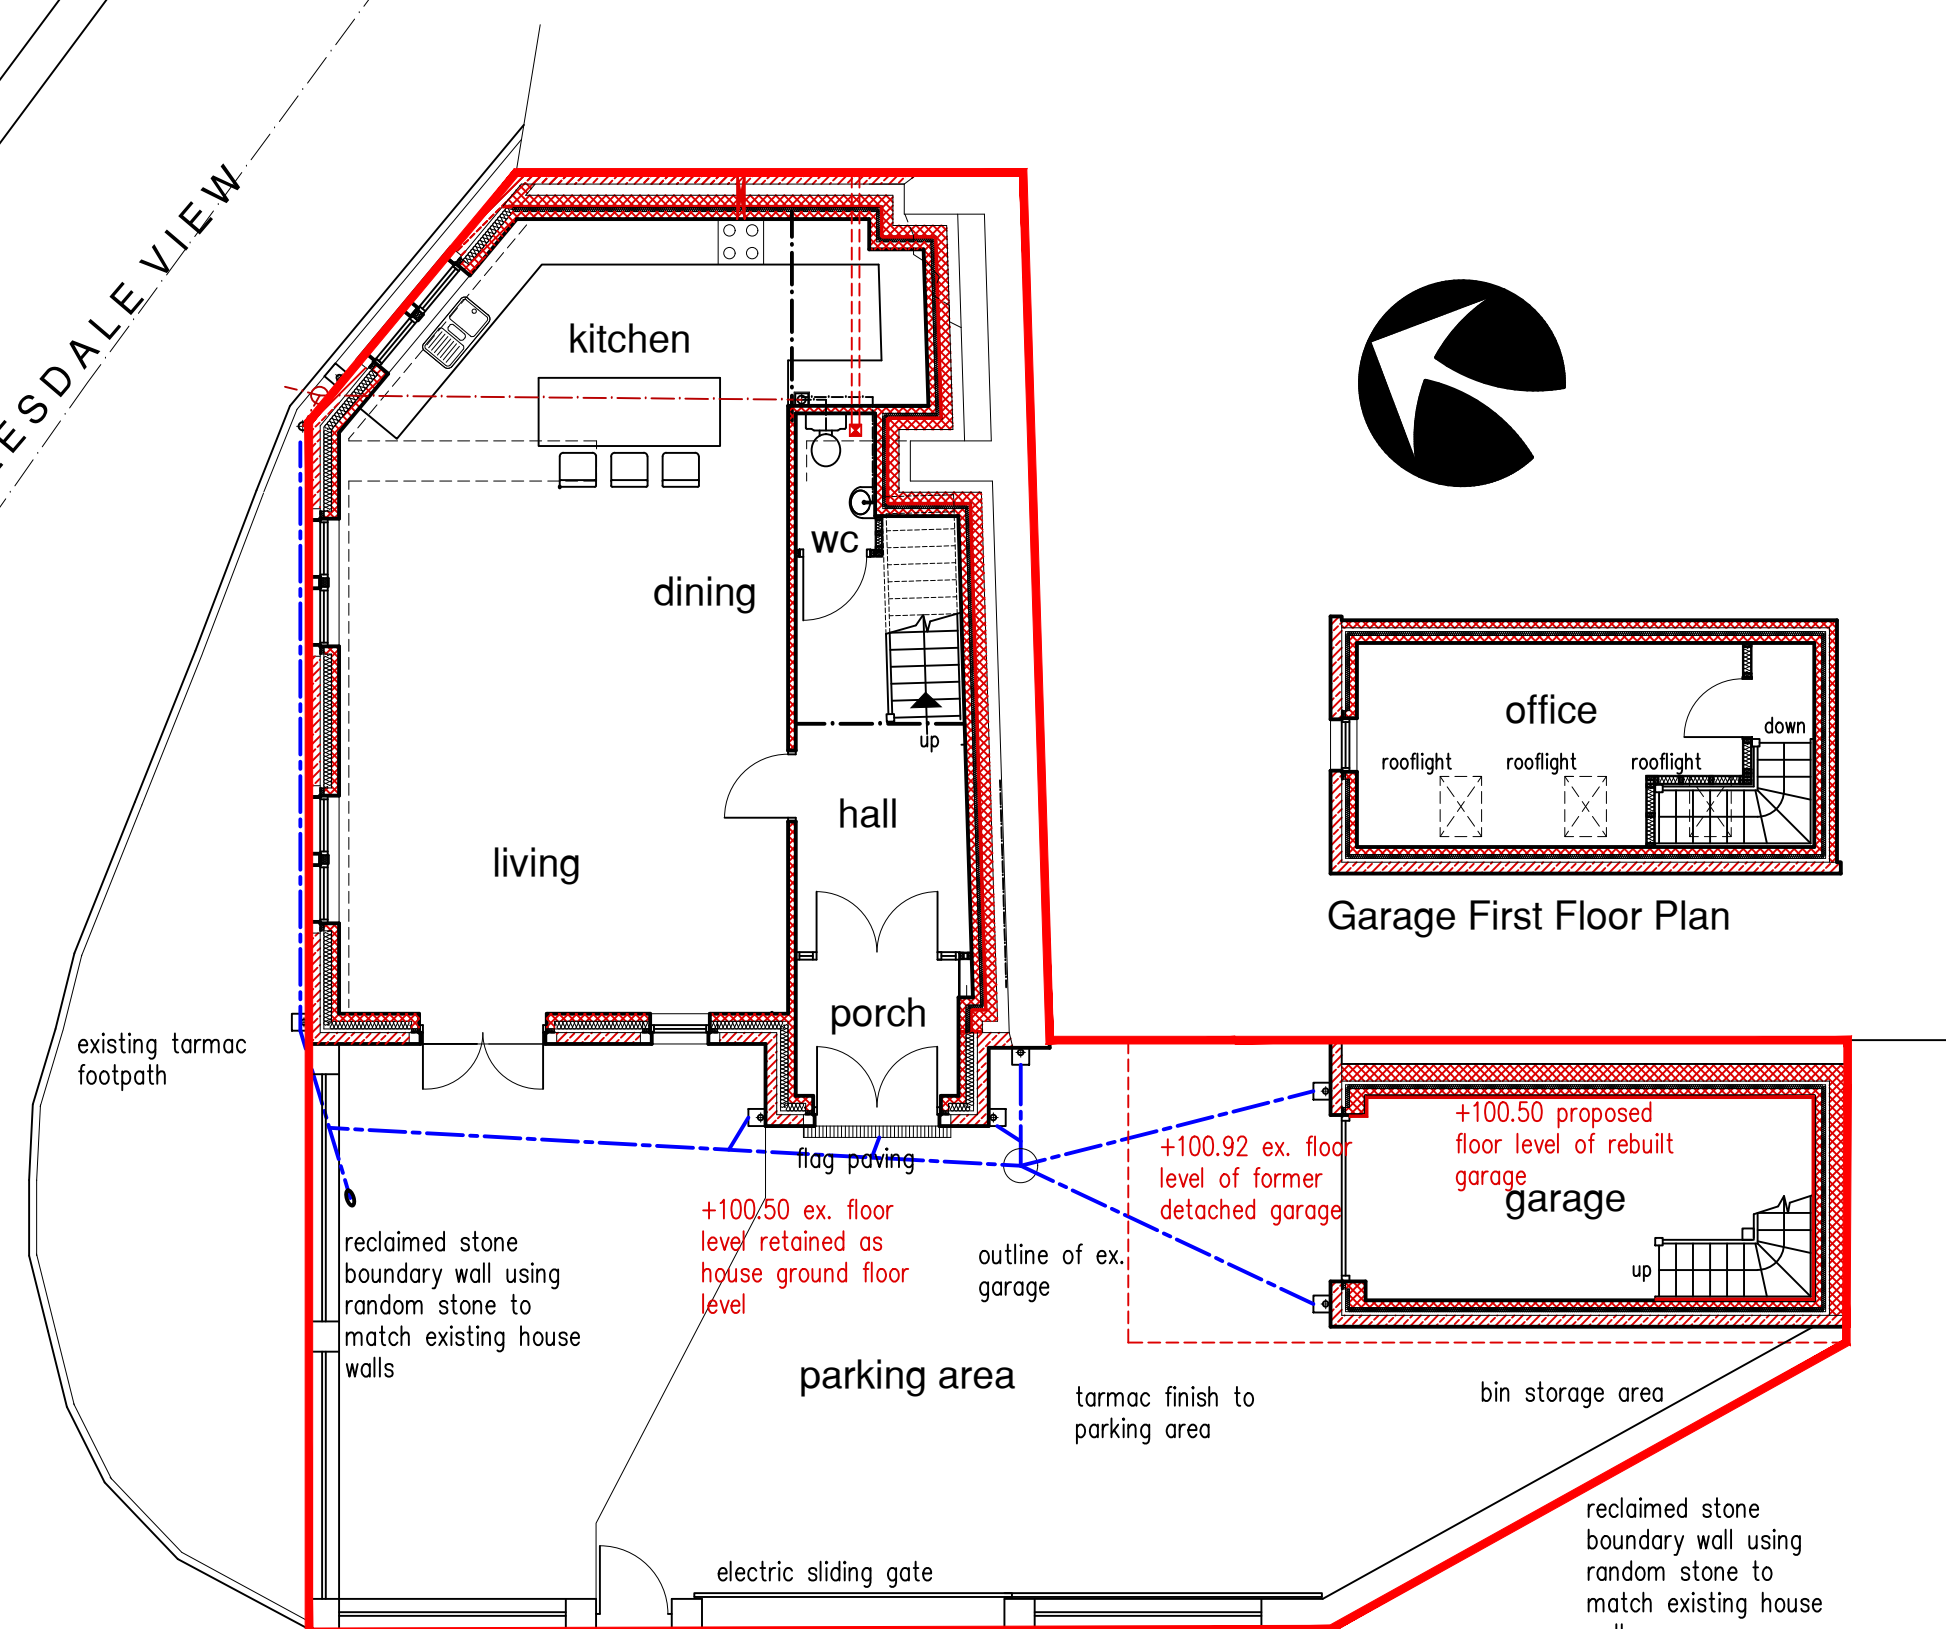 ESDALE VIEW
kitchen
wc
dining
up
hall
living
porch
office
down
rooflight
rooflight
rooflight
Garage First Floor Plan
existing tarmac
footpath
flag paving
+100.50 ex. floor
level retained as
house ground floor
level
+100.92 ex. floor
level of former
detached garage
+100.50 proposed
floor level of rebuilt
garage
garage
up
reclaimed stone
boundary wall using
random stone to
match existing house
walls
outline of ex.
garage
parking area
tarmac finish to
parking area
bin storage area
electric sliding gate
reclaimed stone
boundary wall using
random stone to
match existing house